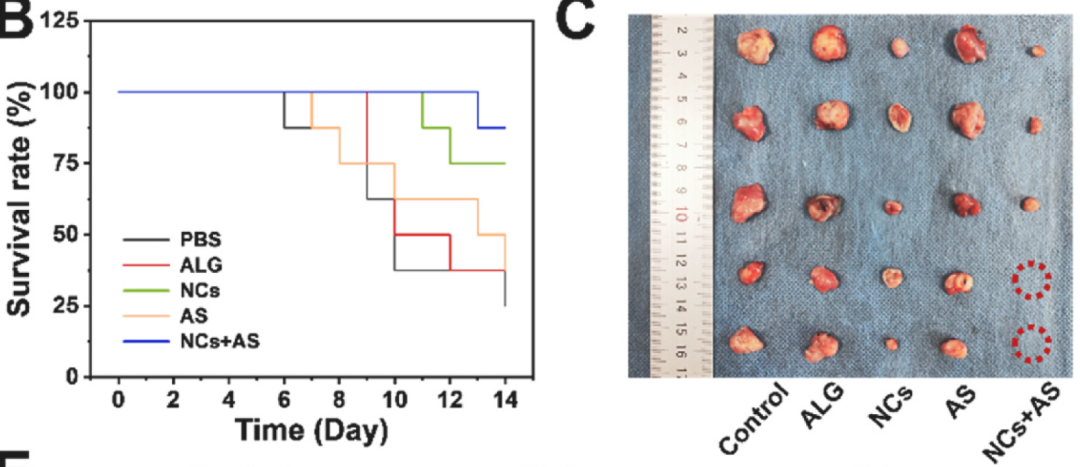 B
125
100
75
50
25
0
Survival rate (%)
PBS
ALG
NCs
AS
NCs+AS
0 2 4 6 8 10 12 14
Time (Day)
C
2
3
4
5
6
7
8
9
10
11
12
13
14
15
16
Control
ALG
NCs
AS
NCs+AS